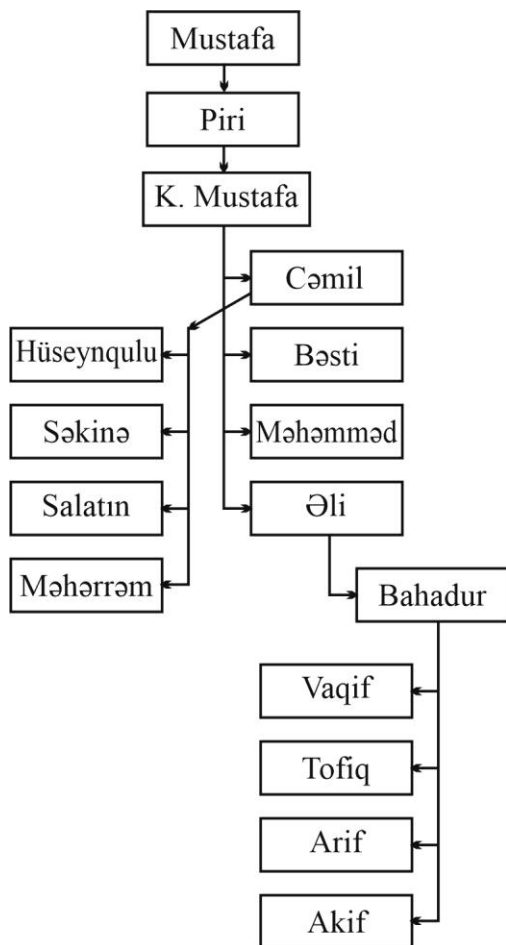 Mustafa
Piri
K. Mustafa
Cəmil
Hüseynqulu
Bəsti
Səkinə
Məhəmməd
Salatın
Əli
Məhərrəm
Bahadur
Vaqif
Tofiq
Arif
Akif